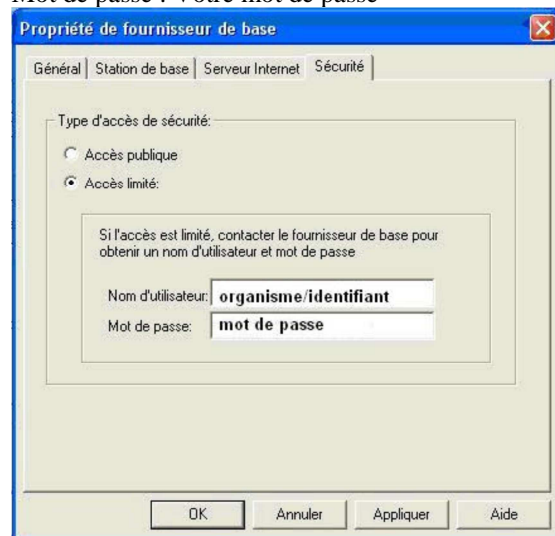 Mot de passe : Votre mot de passe
Propriété de fournisseur de base
Général Station de base Serveur Internet Sécurité
Type d'accès de sécurité:
Accès publique
Accès limité:
Si l'accès est limité, contacter le fournisseur de base pour
obtenir un nom d'utilisateur et mot de passe
Nom d'utilisateur: organisme/identifiant
Mot de passe: mot de passe
OK Annuler Appliquer Aide